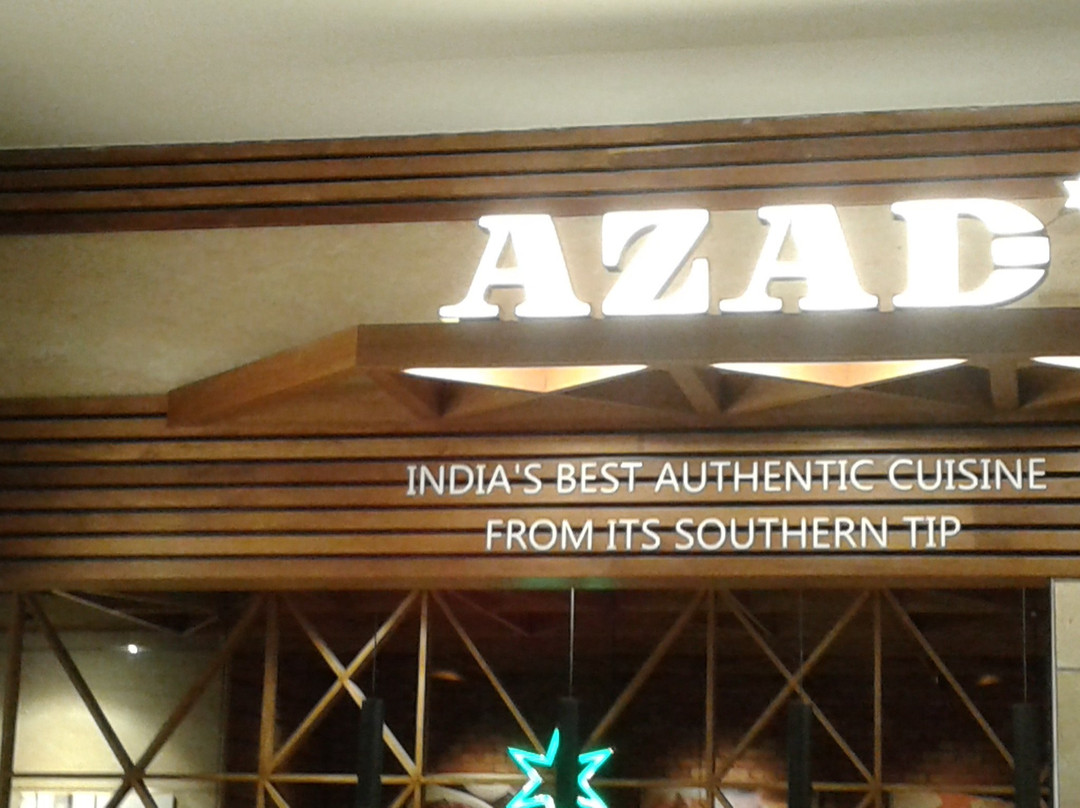 AZAD
INDIA'S BEST AUTHENTIC CUISINE
FROM ITS SOUTHERN TIP